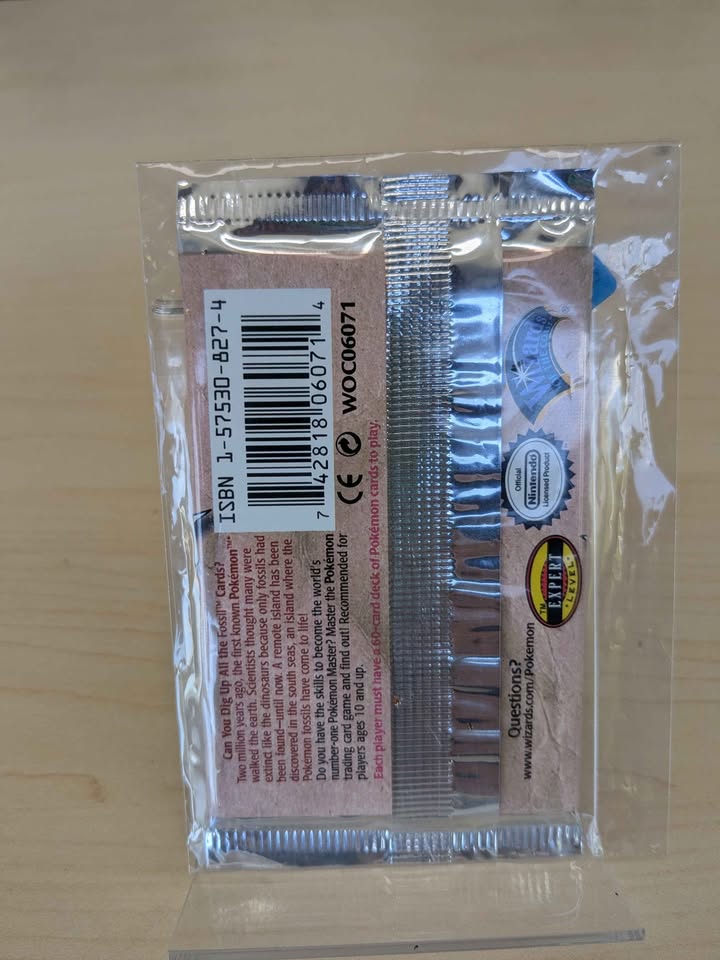 Can You Dig Up All the Fossil™ Cards?
Two million years ago, the first known Pokémon™
walked the earth. Scientists thought many were
extinct like the dinosaurs because only fossils had
been found—until now. A remote island has been
discovered in the south seas, an island where the
Pokémon fossils have come to life!
Do you have the skills to become the world's
number-one Pokémon Master? Master the Pokémon
trading card game and find out! Recommended for
players ages 10 and up.
Each player must have a 60-card deck of Pokémon cards to play.
ISBN 1-57530-827-4
7 42818 06071 4
CE WOC06071
Questions?
www.wizards.com/Pokemon
TM
EXPERT
LEVEL
Official
Nintendo
Licensed Product